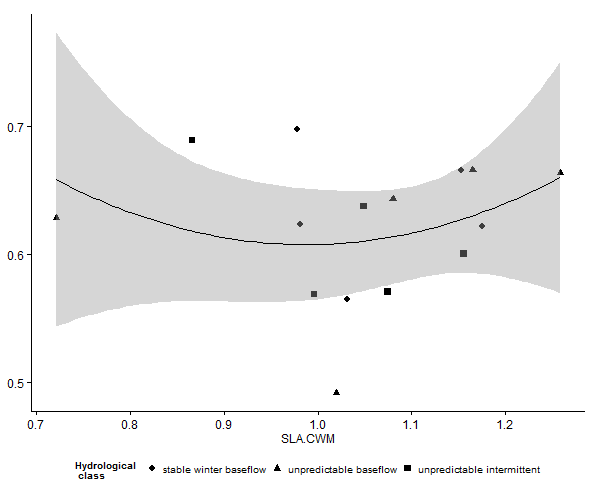 0.7
0.6
0.5
0.7 0.8 0.9 1.0 1.1 1.2
SLA.CWM
Hydrological
class
stable winter baseflow unpredictable baseflow unpredictable intermittent